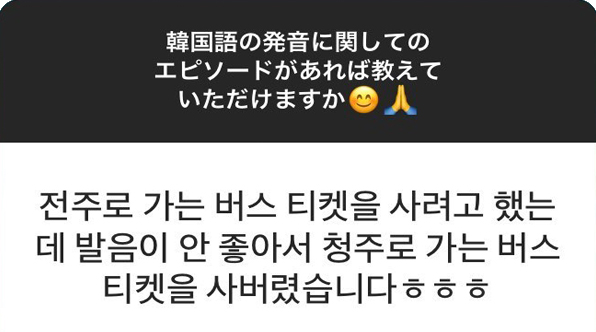 韓国語の発音に関しての
エピソードがあれば教えて
いただけますか😊🙏
전주로 가는 버스 티켓을 사려고 했는
데 발음이 안 좋아서 청주로 가는 버스
티켓을 사버렸습니다ㅎㅎㅎ